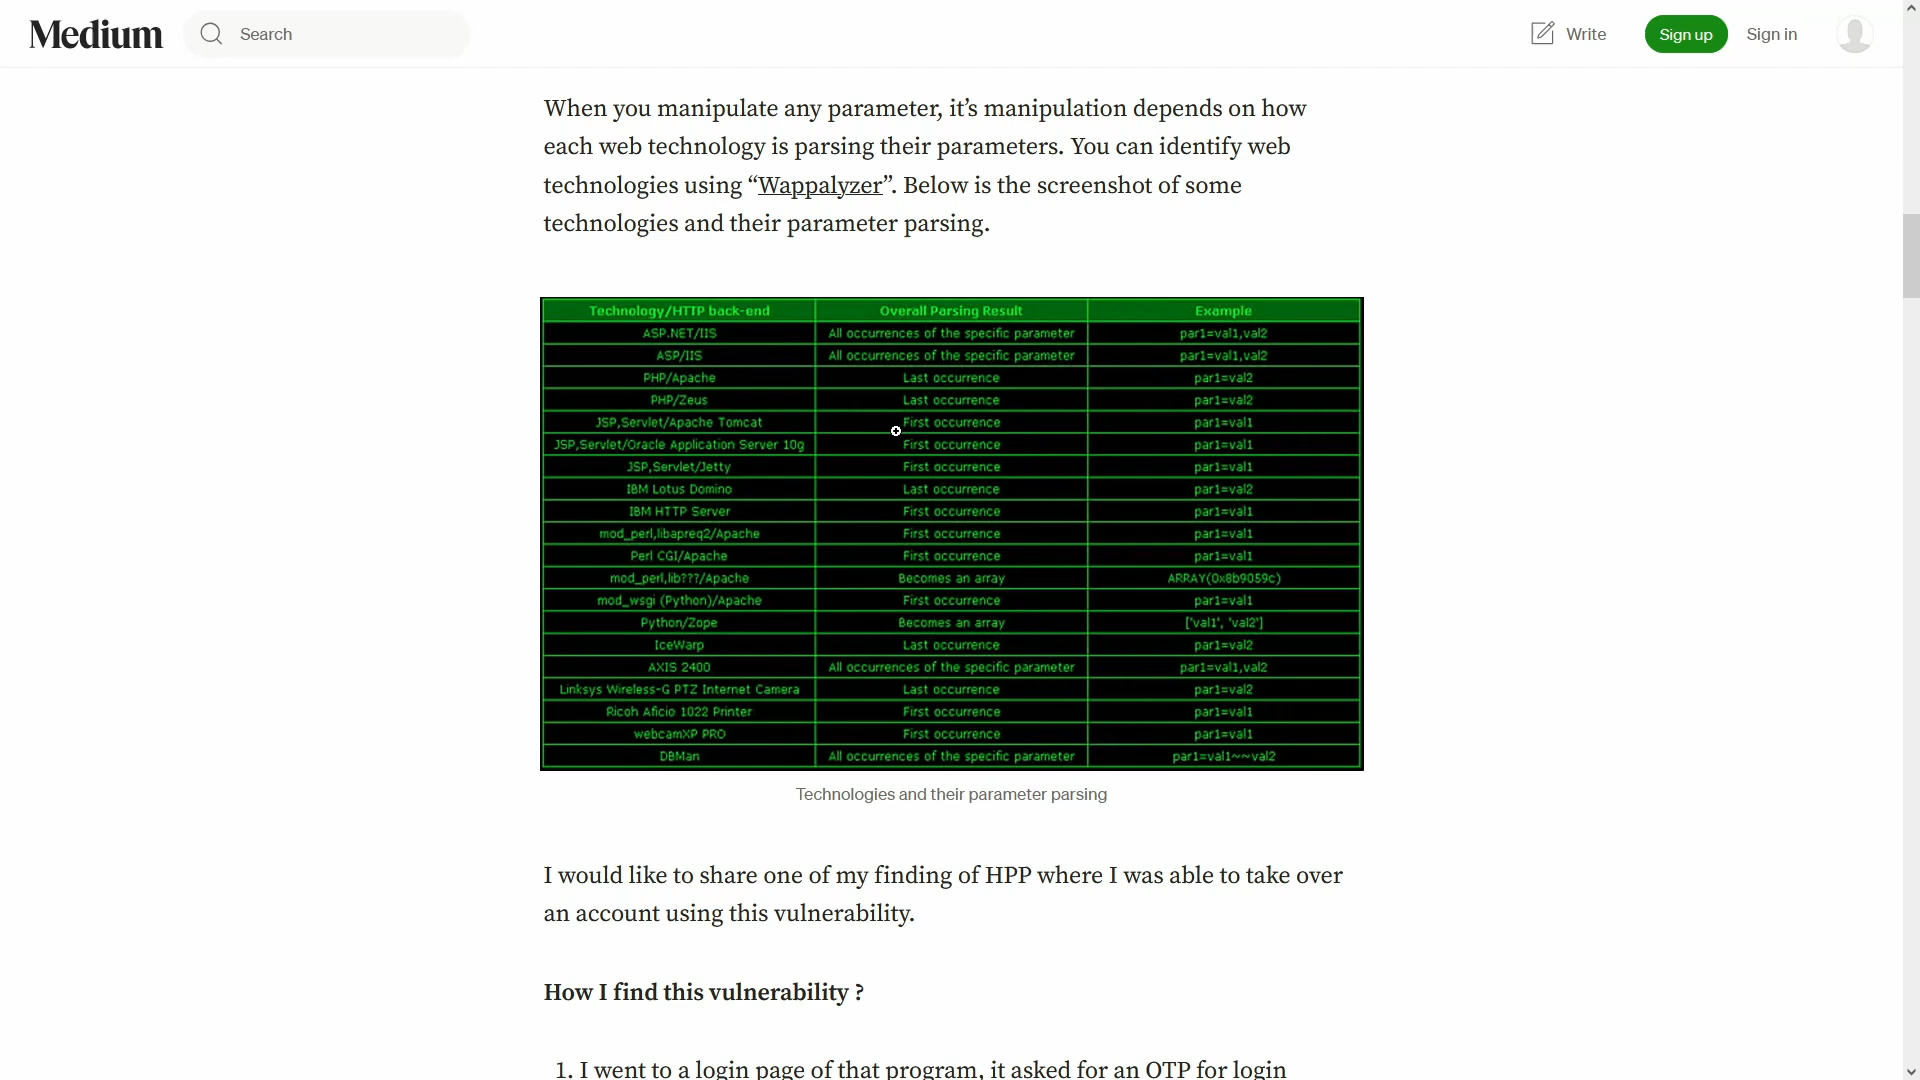 Medium
Search
Write
Sign up
Sign in
When you manipulate any parameter, it’s manipulation depends on how
each web technology is parsing their parameters. You can identify web
technologies using “Wappalyzer”. Below is the screenshot of some
technologies and their parameter parsing.
Technology/HTTP back-end Overall Parsing Result Example
ASP.NET/IIS All occurrences of the specific parameter par1=val1,val2
ASP/IIS All occurrences of the specific parameter par1=val1,val2
PHP/Apache Last occurrence par1=val2
PHP/Zeus Last occurrence par1=val2
JSP,Servlet/Apache Tomcat First occurrence par1=val1
JSP,Servlet/Oracle Application Server 10g First occurrence par1=val1
JSP,Servlet/Jetty First occurrence par1=val1
IBM Lotus Domino Last occurrence par1=val2
IBM HTTP Server First occurrence par1=val1
mod_perl,libapreq2/Apache First occurrence par1=val1
Perl CGI/Apache First occurrence par1=val1
mod_perl,lib???/Apache Becomes an array ARRAY(0x8b9059c)
mod_wsgi (Python)/Apache First occurrence par1=val1
Python/Zope Becomes an array ['val1', 'val2']
IceWarp Last occurrence par1=val2
AXIS 2400 All occurrences of the specific parameter par1=val1,val2
Linksys Wireless-G PTZ Internet Camera Last occurrence par1=val2
Ricoh Aficio 1022 Printer First occurrence par1=val1
webcamXP PRO First occurrence par1=val1
DBMan All occurrences of the specific parameter par1=val1~~val2
Technologies and their parameter parsing
I would like to share one of my finding of HPP where I was able to take over
an account using this vulnerability.
How I find this vulnerability ?
1. I went to a login page of that program, it asked for an OTP for login